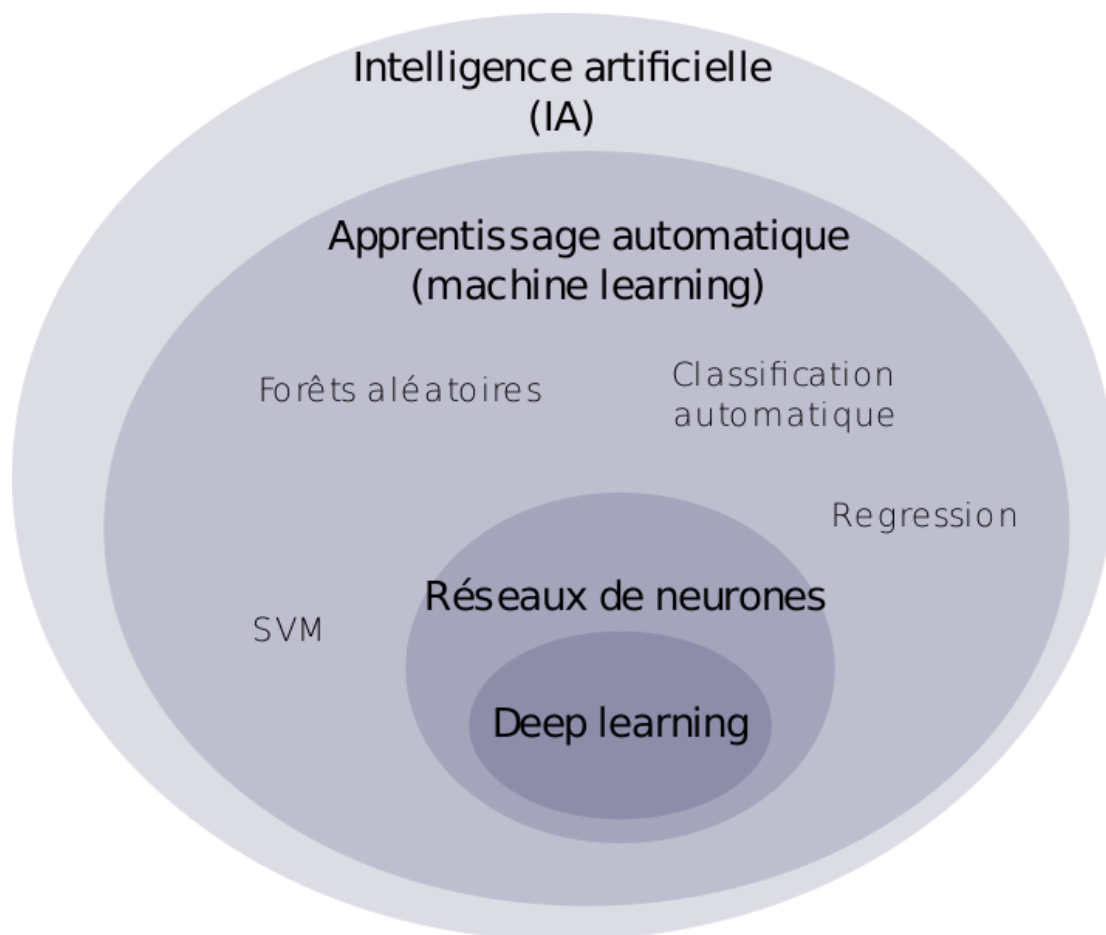 Intelligence artificielle
(IA)
Apprentissage automatique
(machine learning)
Forêts aléatoires
Classification
automatique
Regression
Réseaux de neurones
SVM
Deep learning